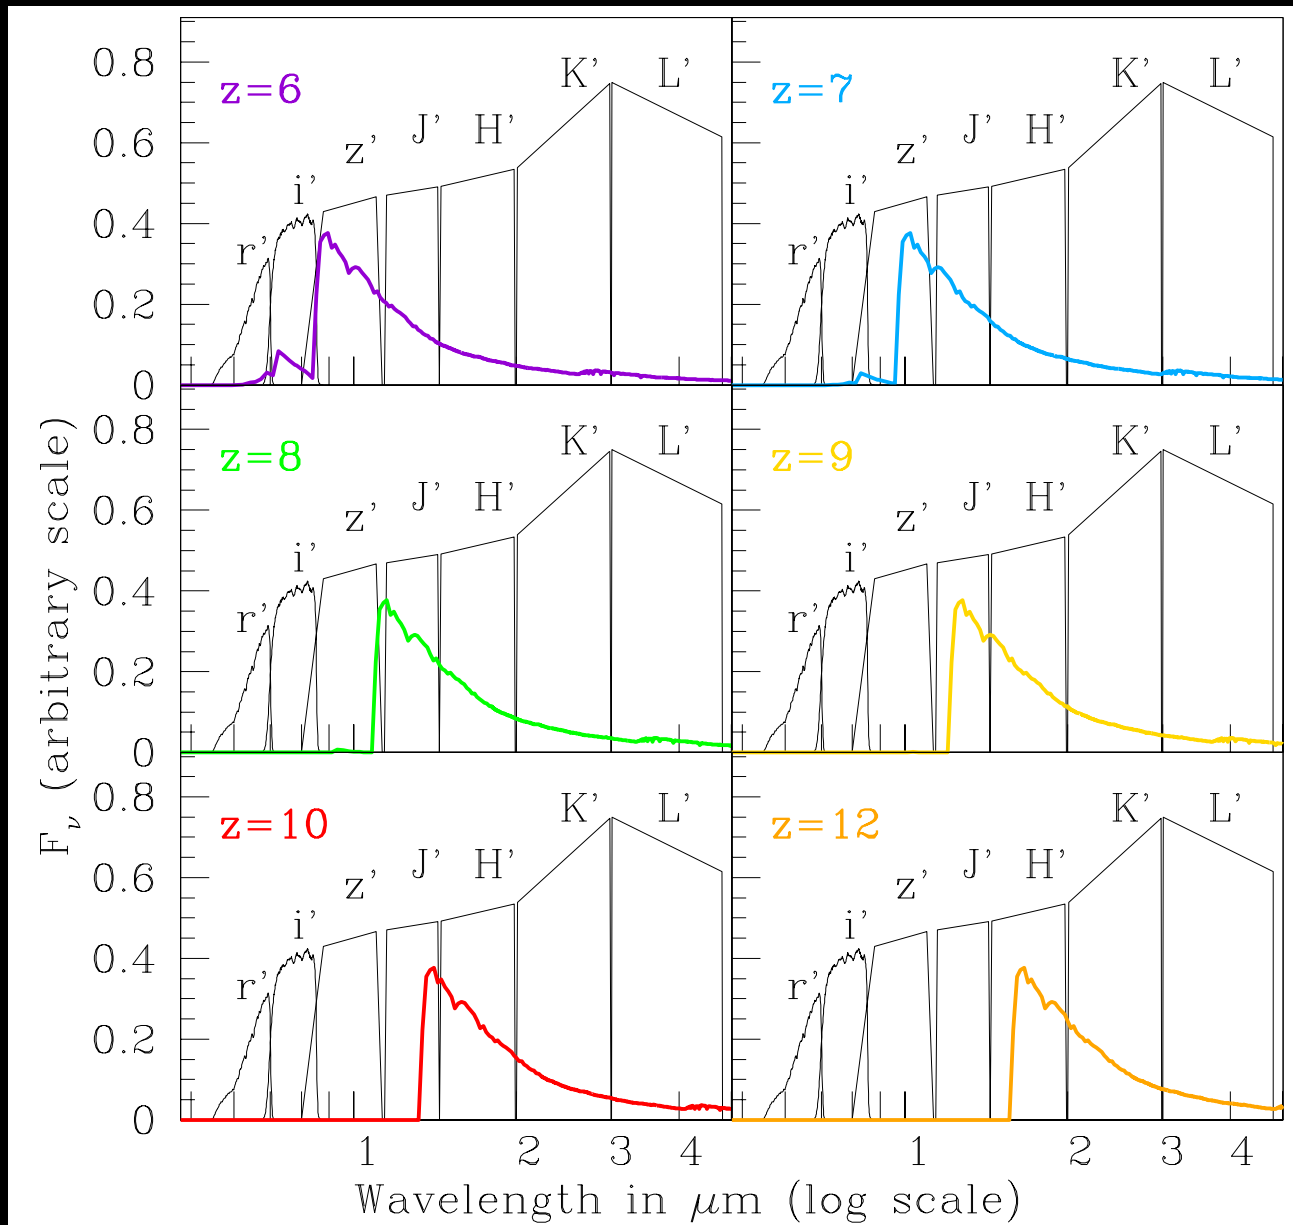 F_ν (arbitrary scale)
0.8
0.6
0.4
0.2
0
z=6
r’
i’
z’
J’
H’
K’
L’
z=7
r’
i’
z’
J’
H’
K’
L’
0.8
0.6
0.4
0.2
0
z=8
r’
i’
z’
J’
H’
K’
L’
z=9
r’
i’
z’
J’
H’
K’
L’
0.8
0.6
0.4
0.2
0
z=10
r’
i’
z’
J’
H’
K’
L’
z=12
r’
i’
z’
J’
H’
K’
L’
0
1 2 3 4
1 2 3 4
Wavelength in μm (log scale)